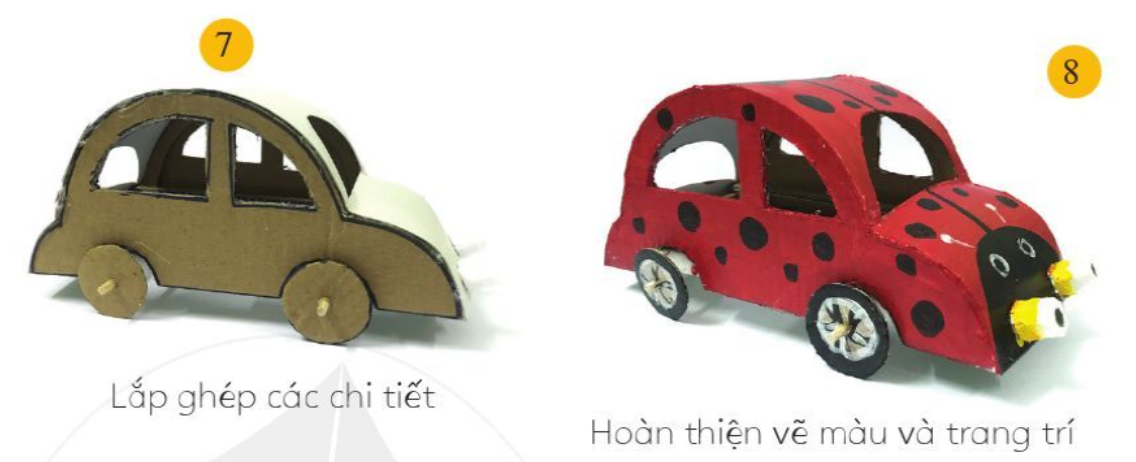 7
8
Lắp ghép các chi tiết
Hoàn thiện vẽ màu và trang trí